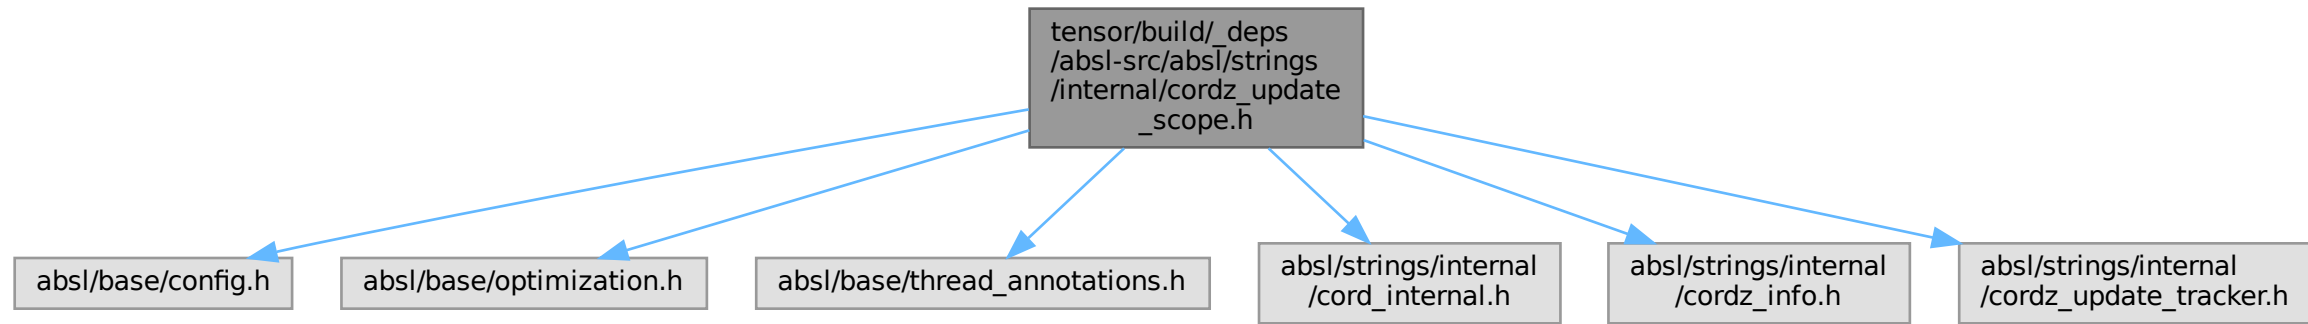 tensor/build/_deps
/absl-src/absl/strings
/internal/cordz_update
_scope.h
absl/base/config.h
absl/base/optimization.h
absl/base/thread_annotations.h
absl/strings/internal
/cord_internal.h
absl/strings/internal
/cordz_info.h
absl/strings/internal
/cordz_update_tracker.h